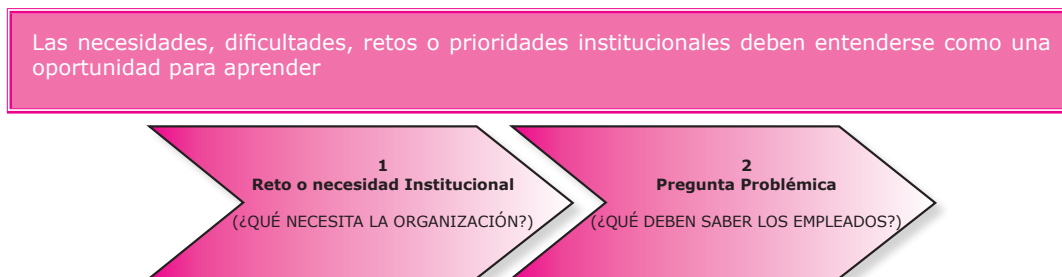 Las necesidades, dificultades, retos o prioridades institucionales deben entenderse como una
oportunidad para aprender
1
Reto o necesidad Institucional
(¿QUÉ NECESITA LA ORGANIZACIÓN?)
2
Pregunta Problémica
(¿QUÉ DEBEN SABER LOS EMPLEADOS?)